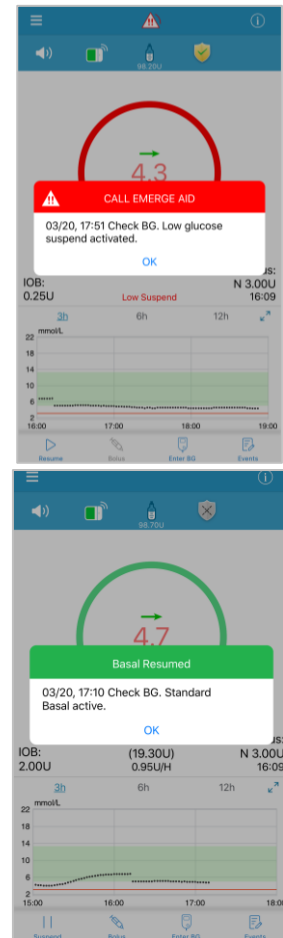 98.20U
4.3
CALL EMERGE AID
03/20, 17:51 Check BG. Low glucose
suspend activated.
OK
us:
IOB:
N 3.00U
0.25U
Low Suspend
16:09
3h 6h 12h
mmol/L
22
18
14
10
6
2
16:00 17:00 18:00 19:00
Resume Bolus Enter BG Events
98.70U
4.7
Basal Resumed
03/20, 17:10 Check BG. Standard
Basal active.
OK
us:
IOB: (19.30U) N 3.00U
2.00U 0.95U/H 16:09
3h 6h 12h
mmol/L
22
18
14
10
6
2
15:00 16:00 17:00 18:00
Suspend Bolus Enter BG Events